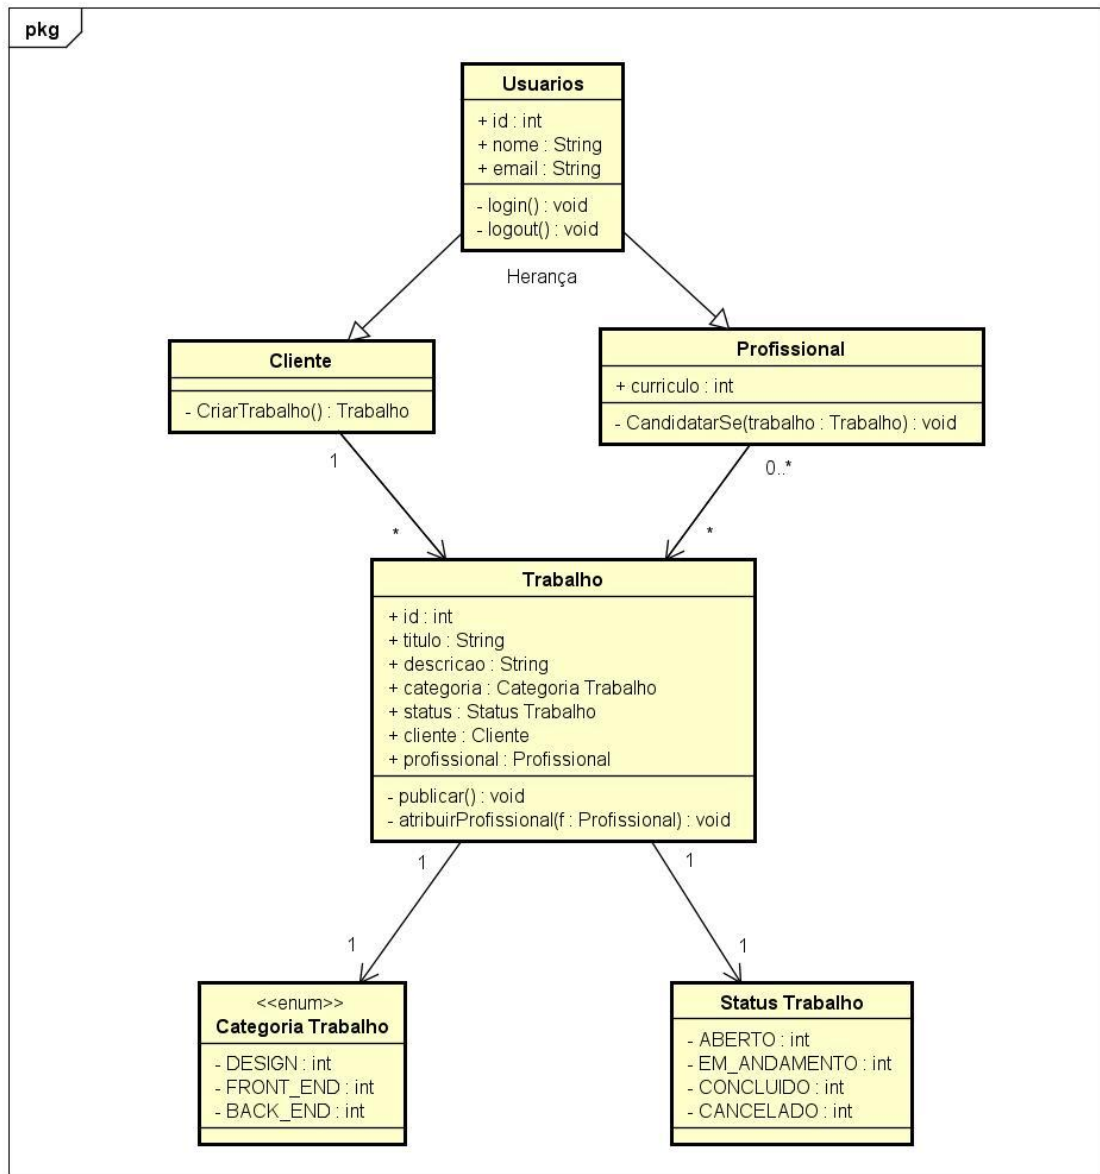 pkg
Usuarios
+ id : int
+ nome : String
+ email : String
- login() : void
- logout() : void
Herança
Cliente
- CriarTrabalho() : Trabalho
Profissional
+ curriculo : int
- CandidatarSe(trabalho : Trabalho) : void
1
0..*
*
*
Trabalho
+ id : int
+ titulo : String
+ descricao : String
+ categoria : Categoria Trabalho
+ status : Status Trabalho
+ cliente : Cliente
+ profissional : Profissional
- publicar() : void
- atribuirProfissional(f : Profissional) : void
1
1
1
1
<<enum>>
Categoria Trabalho
- DESIGN : int
- FRONT_END : int
- BACK_END : int
Status Trabalho
- ABERTO : int
- EM_ANDAMENTO : int
- CONCLUIDO : int
- CANCELADO : int